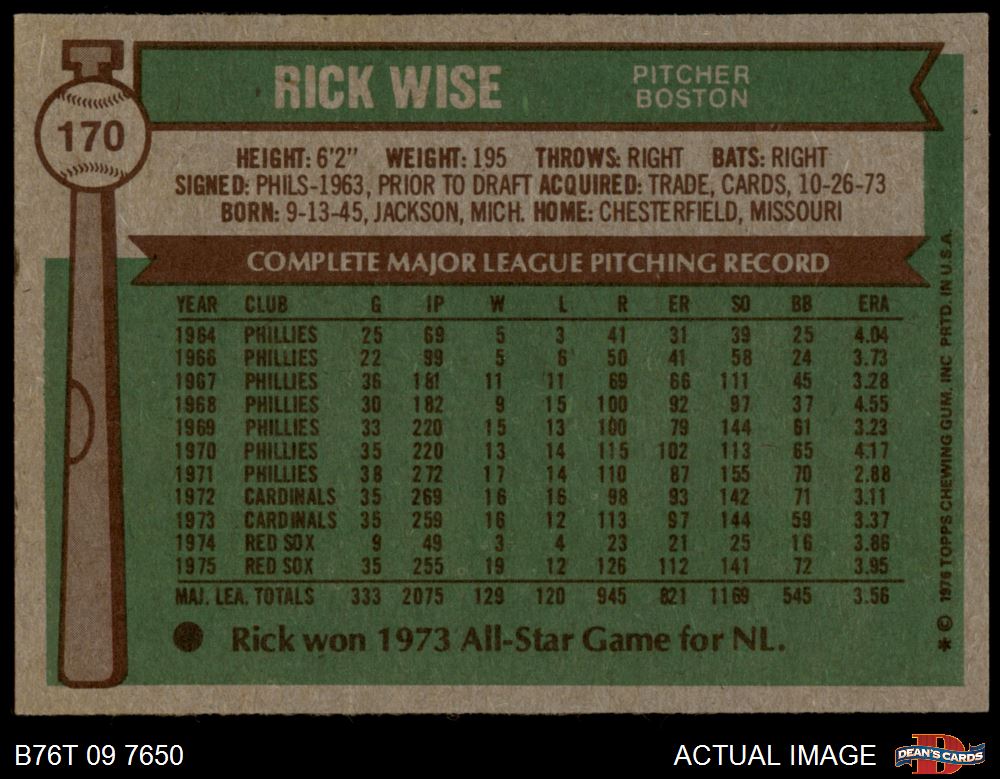 RICK WISE
PITCHER
BOSTON
170
HEIGHT: 6'2" WEIGHT: 195 THROWS: RIGHT BATS: RIGHT
SIGNED: PHILS-1963, PRIOR TO DRAFT ACQUIRED: TRADE, CARDS, 10-26-73
BORN: 9-13-45, JACKSON, MICH. HOME: CHESTERFIELD, MISSOURI
COMPLETE MAJOR LEAGUE PITCHING RECORD
YEAR CLUB G IP W L R ER SO BB ERA
1964 PHILLIES 25 69 5 3 41 31 39 25 4.04
1966 PHILLIES 22 99 5 6 50 41 58 24 3.73
1967 PHILLIES 36 181 11 11 69 66 111 45 3.28
1968 PHILLIES 30 182 9 15 100 92 97 37 4.55
1969 PHILLIES 33 220 15 13 100 79 144 61 3.23
1970 PHILLIES 35 220 13 14 115 102 113 65 4.17
1971 PHILLIES 38 272 17 14 110 87 155 70 2.88
1972 CARDINALS 35 269 16 16 98 93 142 71 3.11
1973 CARDINALS 35 259 16 12 113 97 144 59 3.37
1974 RED SOX 9 49 3 4 23 21 25 16 3.86
1975 RED SOX 35 255 19 12 126 112 141 72 3.95
MAJ. LEA. TOTALS 333 2075 129 120 945 821 1169 545 3.56
Rick won 1973 All-Star Game for NL.
* © 1976 TOPPS CHEWING GUM, INC PRTD. IN U.S.A.
B76T 09 7650
ACTUAL IMAGE
D
DEAN'S CARDS